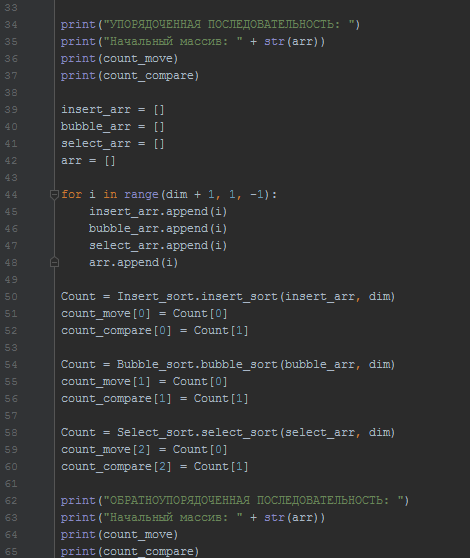 33
34 print("УПОРЯДОЧЕННАЯ ПОСЛЕДОВАТЕЛЬНОСТЬ: ")
35 print("Начальный массив: " + str(arr))
36 print(count_move)
37 print(count_compare)
38
39 insert_arr = []
40 bubble_arr = []
41 select_arr = []
42 arr = []
43
44 for i in range(dim + 1, 1, -1):
45     insert_arr.append(i)
46     bubble_arr.append(i)
47     select_arr.append(i)
48     arr.append(i)
49
50 Count = Insert_sort.insert_sort(insert_arr, dim)
51 count_move[0] = Count[0]
52 count_compare[0] = Count[1]
53
54 Count = Bubble_sort.bubble_sort(bubble_arr, dim)
55 count_move[1] = Count[0]
56 count_compare[1] = Count[1]
57
58 Count = Select_sort.select_sort(select_arr, dim)
59 count_move[2] = Count[0]
60 count_compare[2] = Count[1]
61
62 print("ОБРАТНОУПОРЯДОЧЕННАЯ ПОСЛЕДОВАТЕЛЬНОСТЬ: ")
63 print("Начальный массив: " + str(arr))
64 print(count_move)
65 print(count_compare)